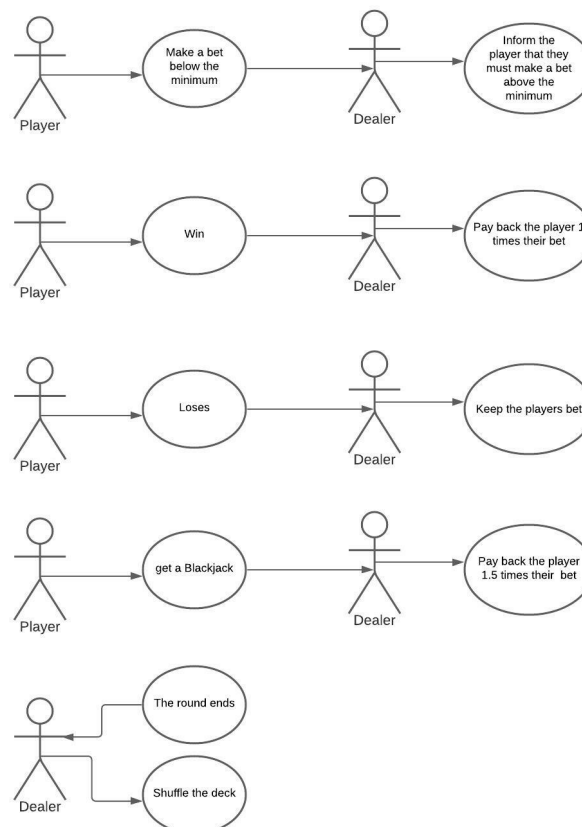 Make a bet
below the
minimum
Inform the
player that they
must make a bet
above the
minimum
Player
Dealer
Win
Pay back the player 1
times their bet
Player
Dealer
Loses
Keep the players bet
Player
Dealer
get a Blackjack
Pay back the player
1.5 times their bet
Player
Dealer
The round ends
Shuffle the deck
Dealer